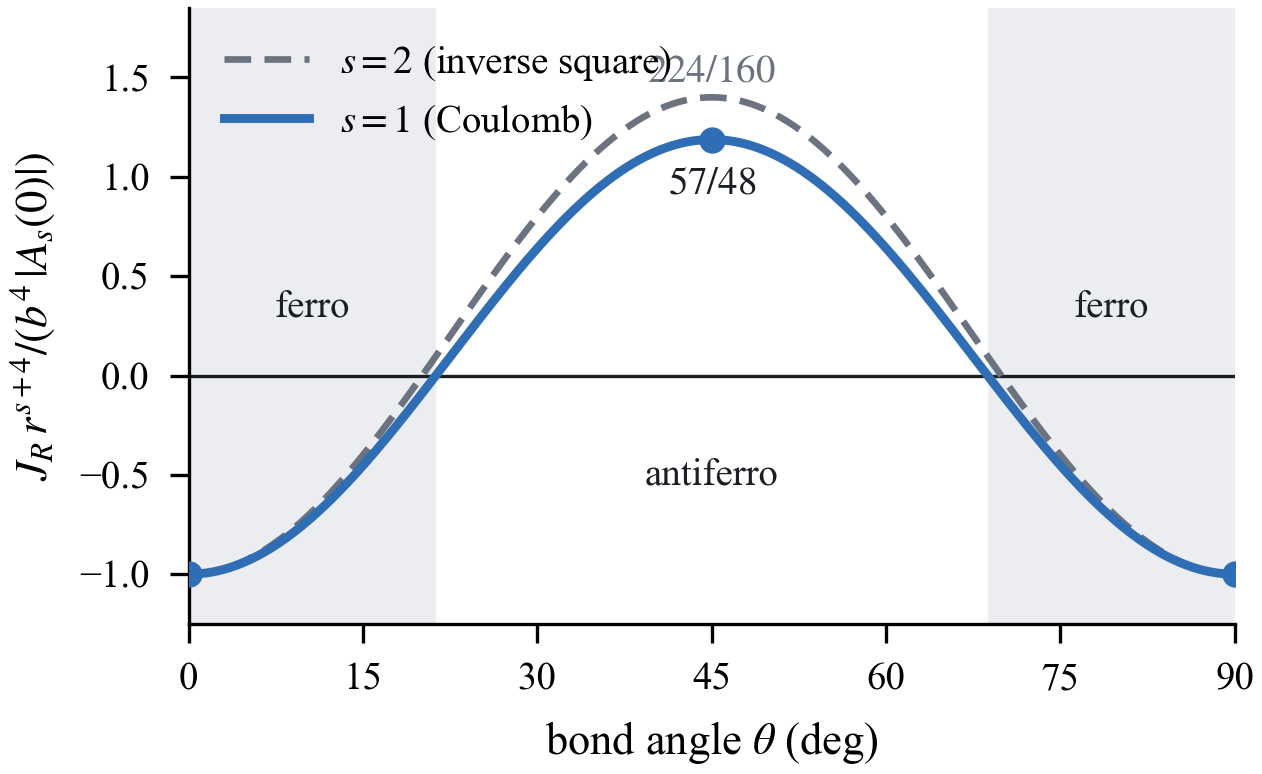 s = 2 (inverse square)
224/160
s = 1 (Coulomb)
57/48
ferro
ferro
antiferro
1.5
1.0
0.5
0.0
−0.5
−1.0
J_R r^{s+4}/(b^4 |A_s(0)|)
0 15 30 45 60 75 90
bond angle θ (deg)